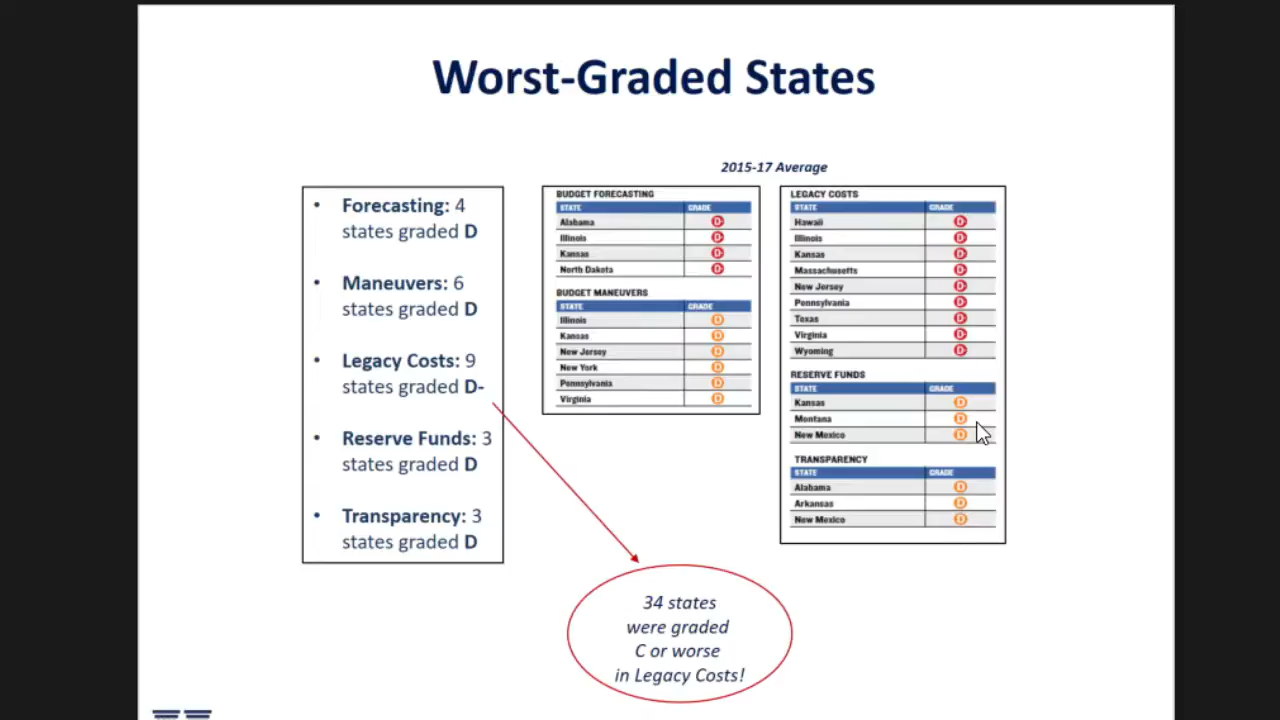 Worst-Graded States
2015-17 Average
• Forecasting: 4
states graded D
• Maneuvers: 6
states graded D
• Legacy Costs: 9
states graded D-
• Reserve Funds: 3
states graded D
• Transparency: 3
states graded D
BUDGET FORECASTING
STATE GRADE
Alabama D-
Illinois D-
Kansas D-
North Dakota D-
BUDGET MANEUVERS
STATE GRADE
Illinois D
Kansas D
New Jersey D
New York D
Pennsylvania D
Virginia D
LEGACY COSTS
STATE GRADE
Hawaii D-
Illinois D-
Kansas D-
Massachusetts D-
New Jersey D-
Pennsylvania D-
Texas D-
Virginia D-
Wyoming D-
RESERVE FUNDS
STATE GRADE
Kansas D
Montana D
New Mexico D
TRANSPARENCY
STATE GRADE
Alabama D
Arkansas D
New Mexico D
34 states
were graded
C or worse
in Legacy Costs!